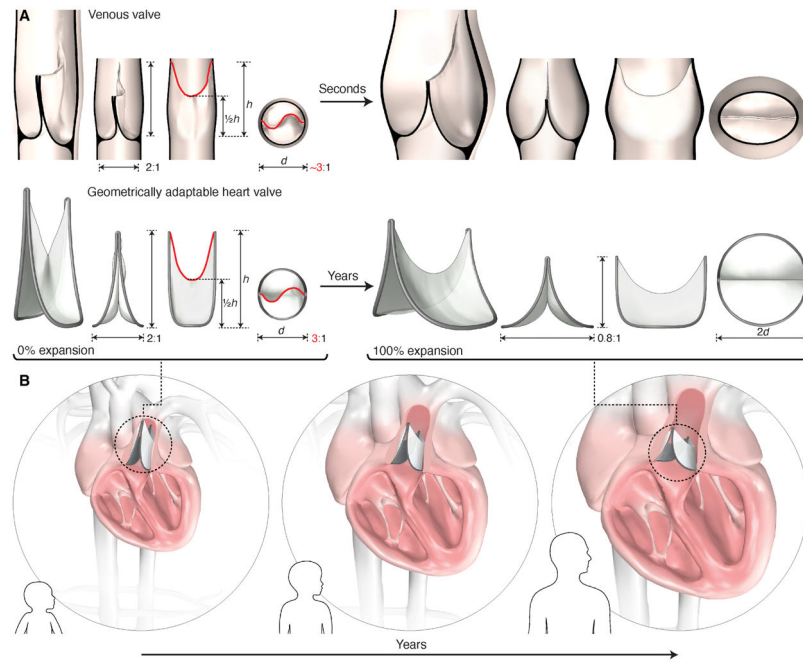 A
Venous valve
h
½h
Seconds
2:1
d
~3:1
Geometrically adaptable heart valve
h
½h
Years
2:1
d
3:1
0.8:1
2d
0% expansion
100% expansion
B
Years